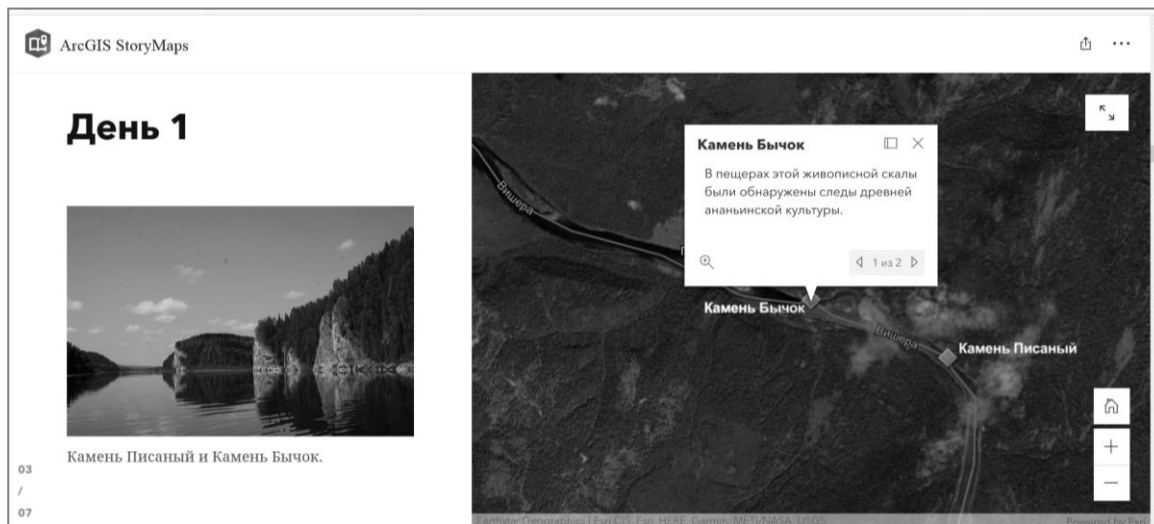 ArcGIS StoryMaps
День 1
Камень Писаный и Камень Бычок.
03
/
07
Камень Бычок
В пещерах этой живописной скалы
были обнаружены следы древней
ананьинской культуры.
1 из 2
Вишера
Камень Бычок
Вишера
Камень Писаный
Earthstar Geographics | Esri CIS, Esri, HERE, Garmin, METI/NASA, USGS
Powered by Esri